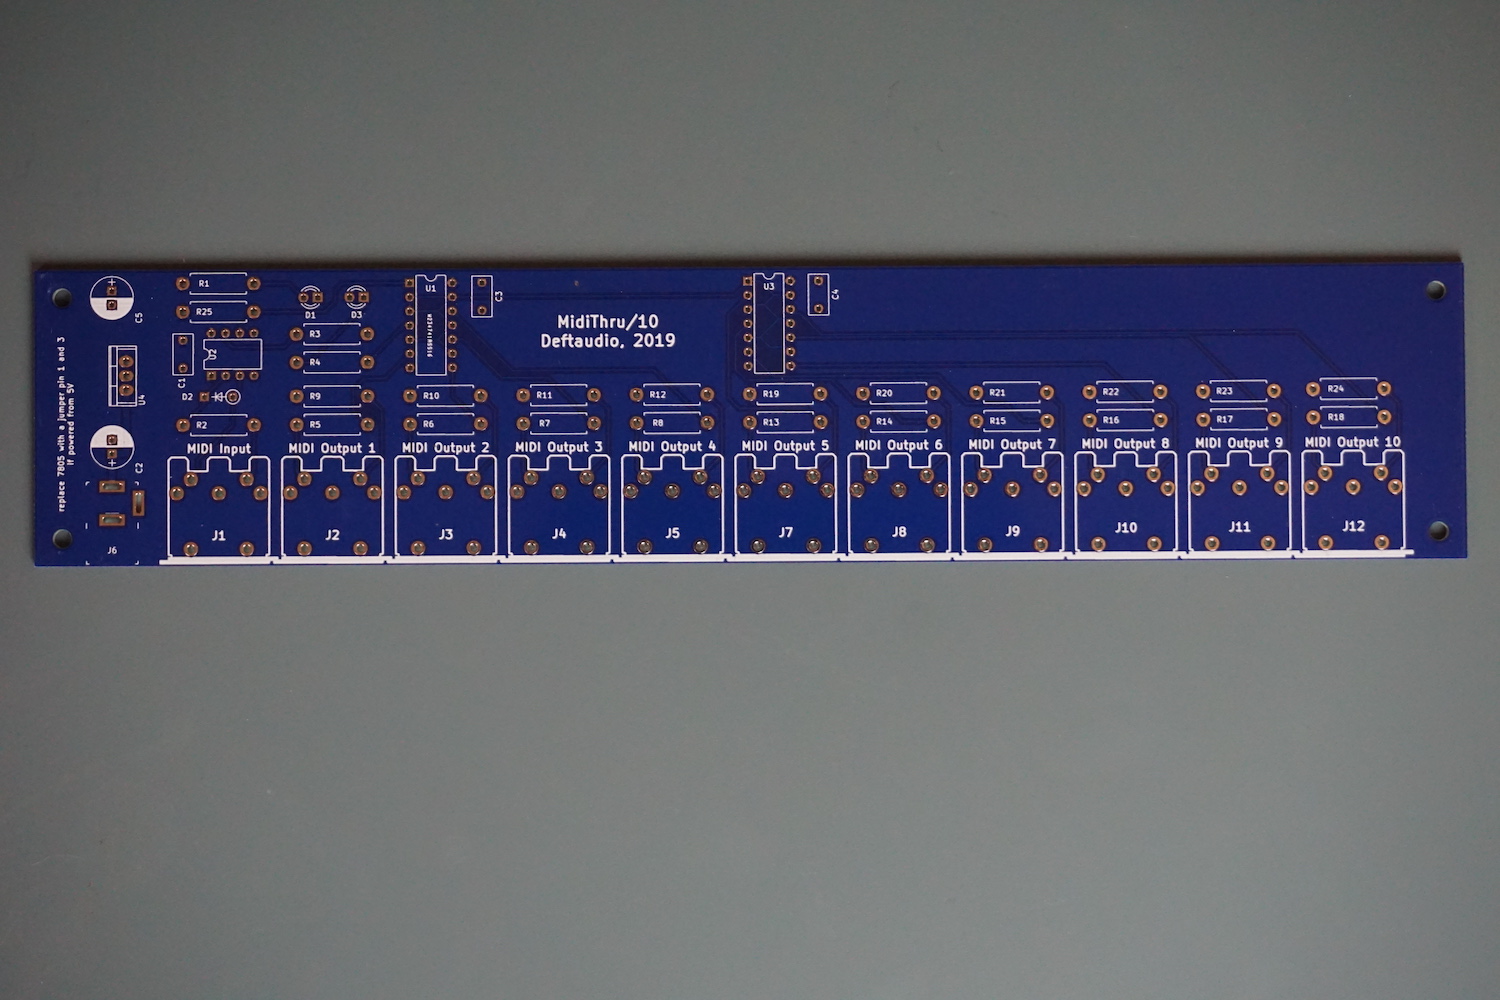 R1
R25
C5
D1
D3
U1
C3
U3
C4
MidiThru/10
Deftaudio, 2019
R3
R4
U2
C1
D2
U4
replace 7805 with a jumper pin 1 and 3
if powered from 5V
R9
R10
R11
R12
R19
R20
R21
R22
R23
R24
R2
R5
R6
R7
R8
R13
R14
R15
R16
R17
R18
MIDI Input
MIDI Output 1
MIDI Output 2
MIDI Output 3
MIDI Output 4
MIDI Output 5
MIDI Output 6
MIDI Output 7
MIDI Output 8
MIDI Output 9
MIDI Output 10
C2
J6
J1
J2
J3
J4
J5
J7
J8
J9
J10
J11
J12